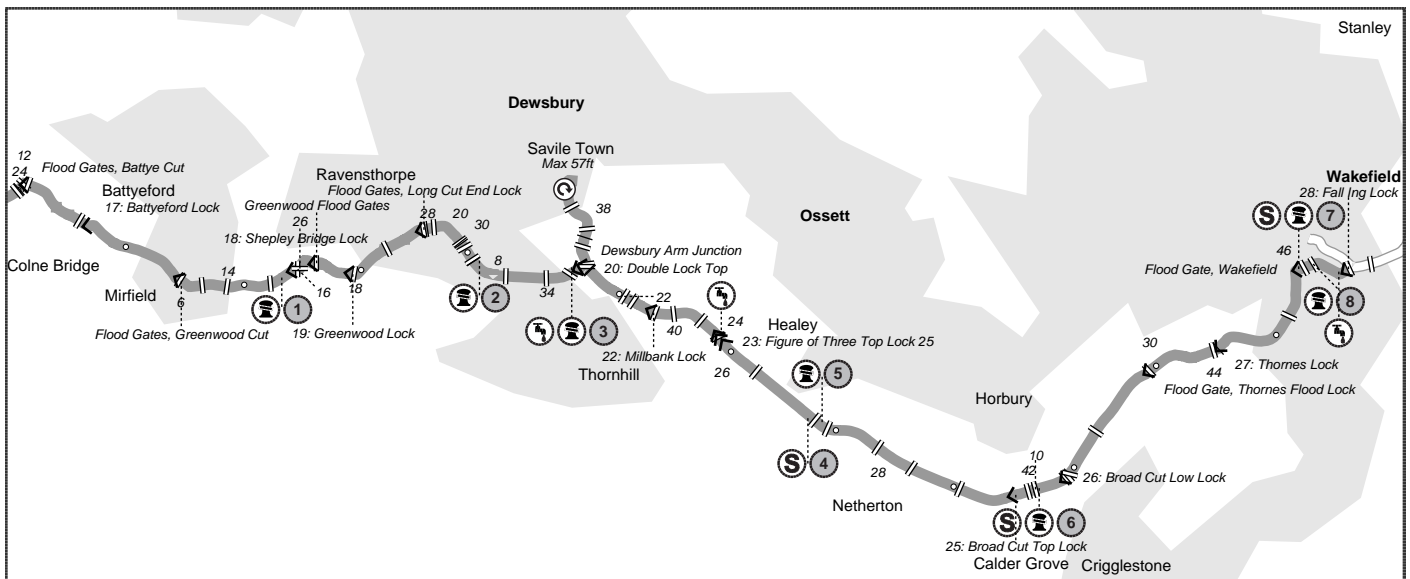 Stanley
Dewsbury
Savile Town
Max 57ft
12
24
Flood Gates, Battye Cut
Battyeford
17: Battyeford Lock
Ravensthorpe
Flood Gates, Long Cut End Lock
Greenwood Flood Gates
26
18: Shepley Bridge Lock
28
20
30
38
Ossett
Wakefield
28: Fall Ing Lock
S
7
46
Colne Bridge
Mirfield
6
14
16
18
8
34
Dewsbury Arm Junction
20: Double Lock Top
Flood Gate, Wakefield
1
2
3
8
Flood Gates, Greenwood Cut
19: Greenwood Lock
22
40
22: Millbank Lock
Thornhill
24
Healey
23: Figure of Three Top Lock 25
26
5
30
44
27: Thornes Lock
Flood Gate, Thornes Flood Lock
Horbury
S
4
28
Netherton
10
42
26: Broad Cut Low Lock
S
6
25: Broad Cut Top Lock
Calder Grove
Crigglestone